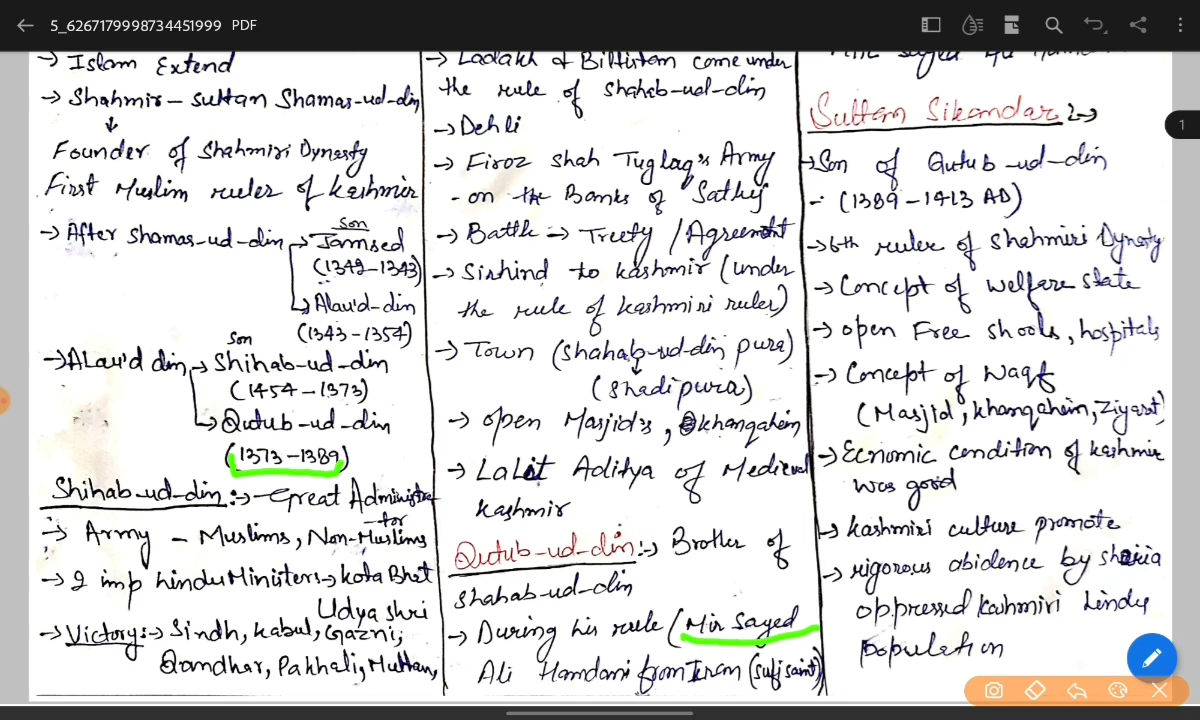 5_6267179998734451999 PDF
1
→ Islam Extend
→ Shahmir – Sultan Shamas-ud-din
↓
Founder of Shahmiri Dynasty
First Muslim ruler of Kashmir
→ After Shamas-ud-din → Son Jamsed
(1342–1343)
↳ Alau'd-din
(1343–1354)
Son
→ Alau'd din → Shihab-ud-din
(1454–1373)
↳ Qutub-ud-din
(1373–1389)
Shihab-ud-din :→ – Great Administrator
→ Army – Muslims, Non-Muslims
→ 2 imp hindu Ministers → Kota Bhat
Udya Shri
→ Victory :→ Sindh, Kabul, Gazni,
Qandhar, Pakhali, Multan,
→ Ladakh & Biltistan come under
the rule of Shahab-ud-din
→ Dehli
→ Firoz Shah Tuglaq's Army
- on the Banks of Satluj
→ Battle → Treety / Agreement
→ Sirhind to Kashmir (under
the rule of Kashmiri ruler)
→ Town (Shahab-ud-din pura)
↓
(Shadipura)
→ open Masjid's, khanqahein
→ Lalit Aditya of Medieval
Kashmir
Qutub-ud-din :→ Brother of
Shahab-ud-din
→ During his rule (Mir Sayed
Ali Hamdani from Iran (sufi saint)
Sultan Sikandar :→
→ Son of Qutub-ud-din
- (1389–1413 AD)
→ 6th ruler of Shahmiri Dynasty
→ Concept of welfare state
→ open Free shools, hospitals
→ Concept of Waqf
(Masjid, khanqahein, Ziyarat)
→ Ecnomic condition of Kashmir
was good
→ Kashmiri culture promote
→ rigorous abidence by sharia
oppressed Kashmiri hindu
population